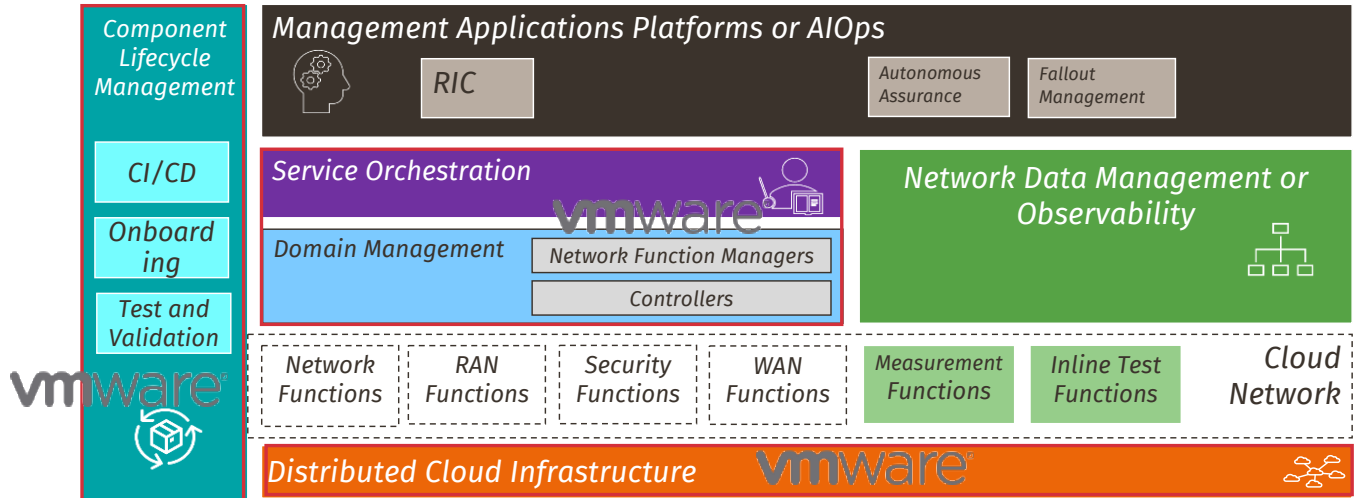 Component
Lifecycle
Management
CI/CD
Onboard
ing
Test and
Validation
vmware®
Management Applications Platforms or AIOps
RIC
Autonomous
Assurance
Fallout
Management
Service Orchestration
vmware
Domain Management
Network Function Managers
Controllers
Network Data Management or
Observability
Network
Functions
RAN
Functions
Security
Functions
WAN
Functions
Measurement
Functions
Inline Test
Functions
Cloud
Network
Distributed Cloud Infrastructure
vmware®